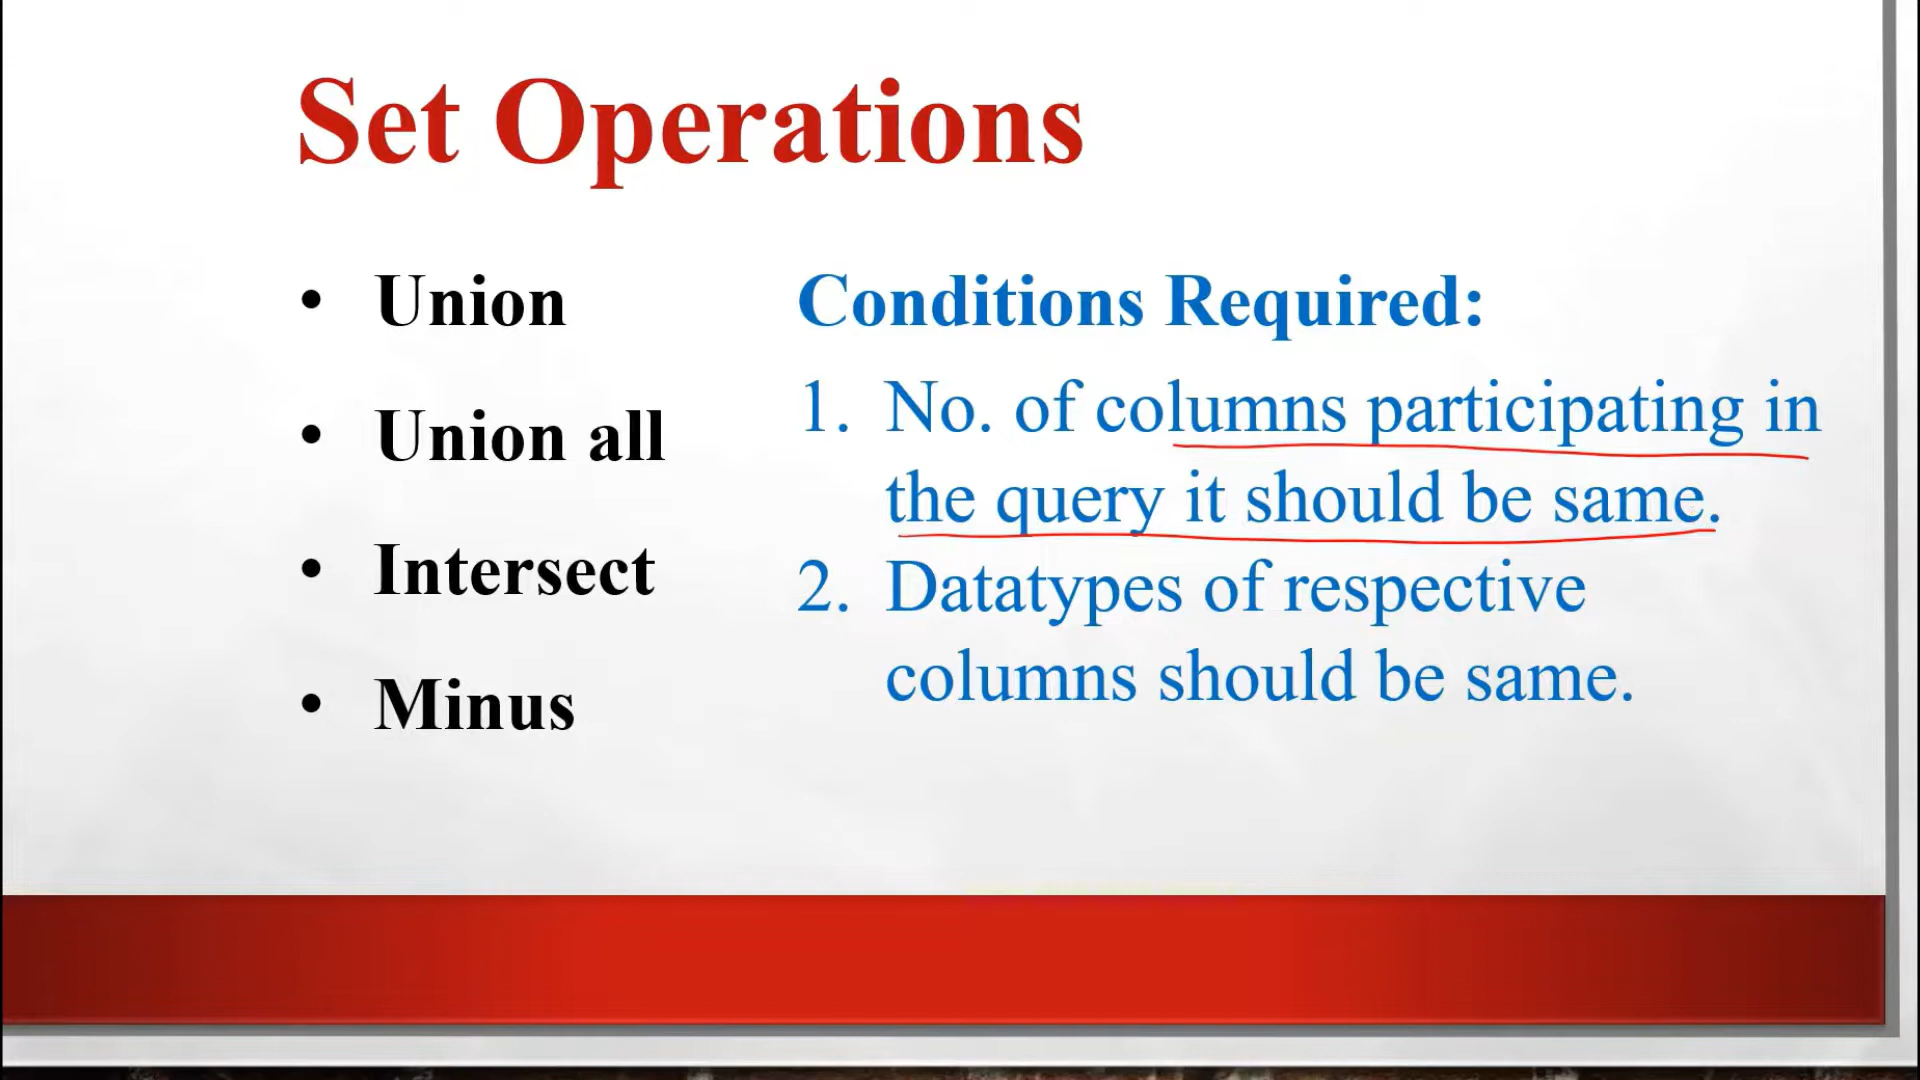 Set Operations
• Union
• Union all
• Intersect
• Minus
Conditions Required:
1. No. of columns participating in
the query it should be same.
2. Datatypes of respective
columns should be same.